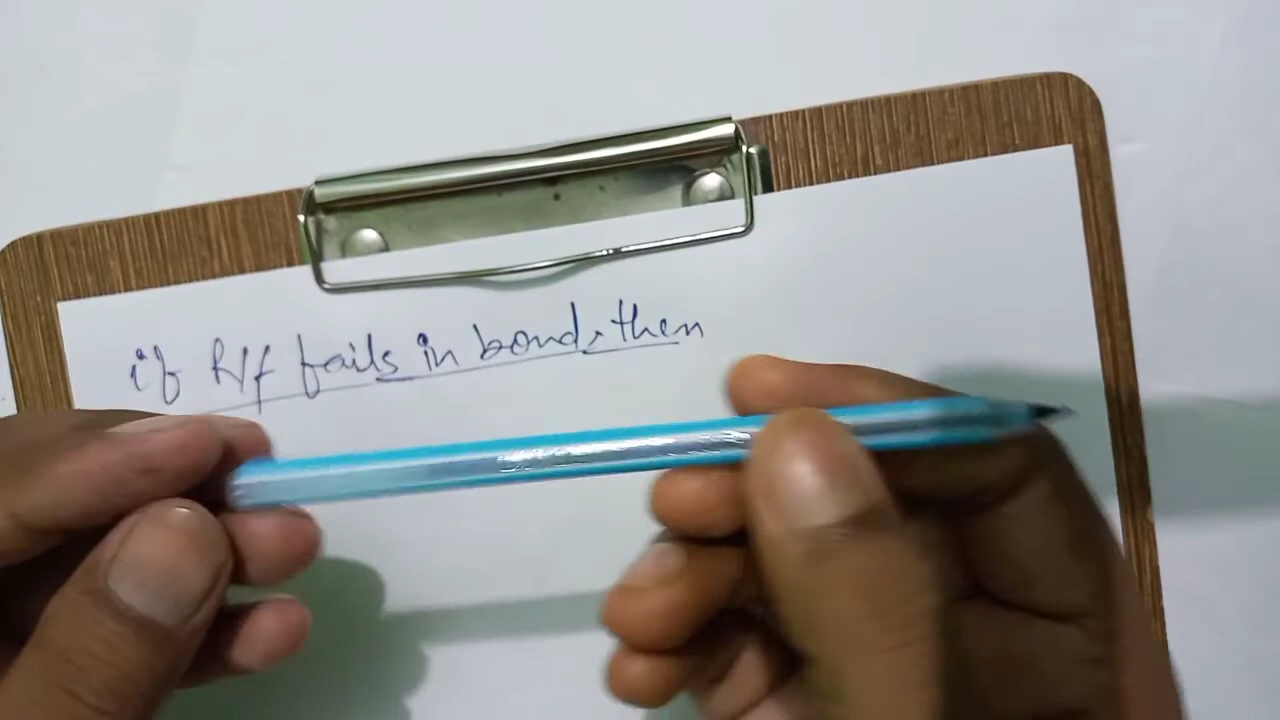 if R/f fails in bond, then